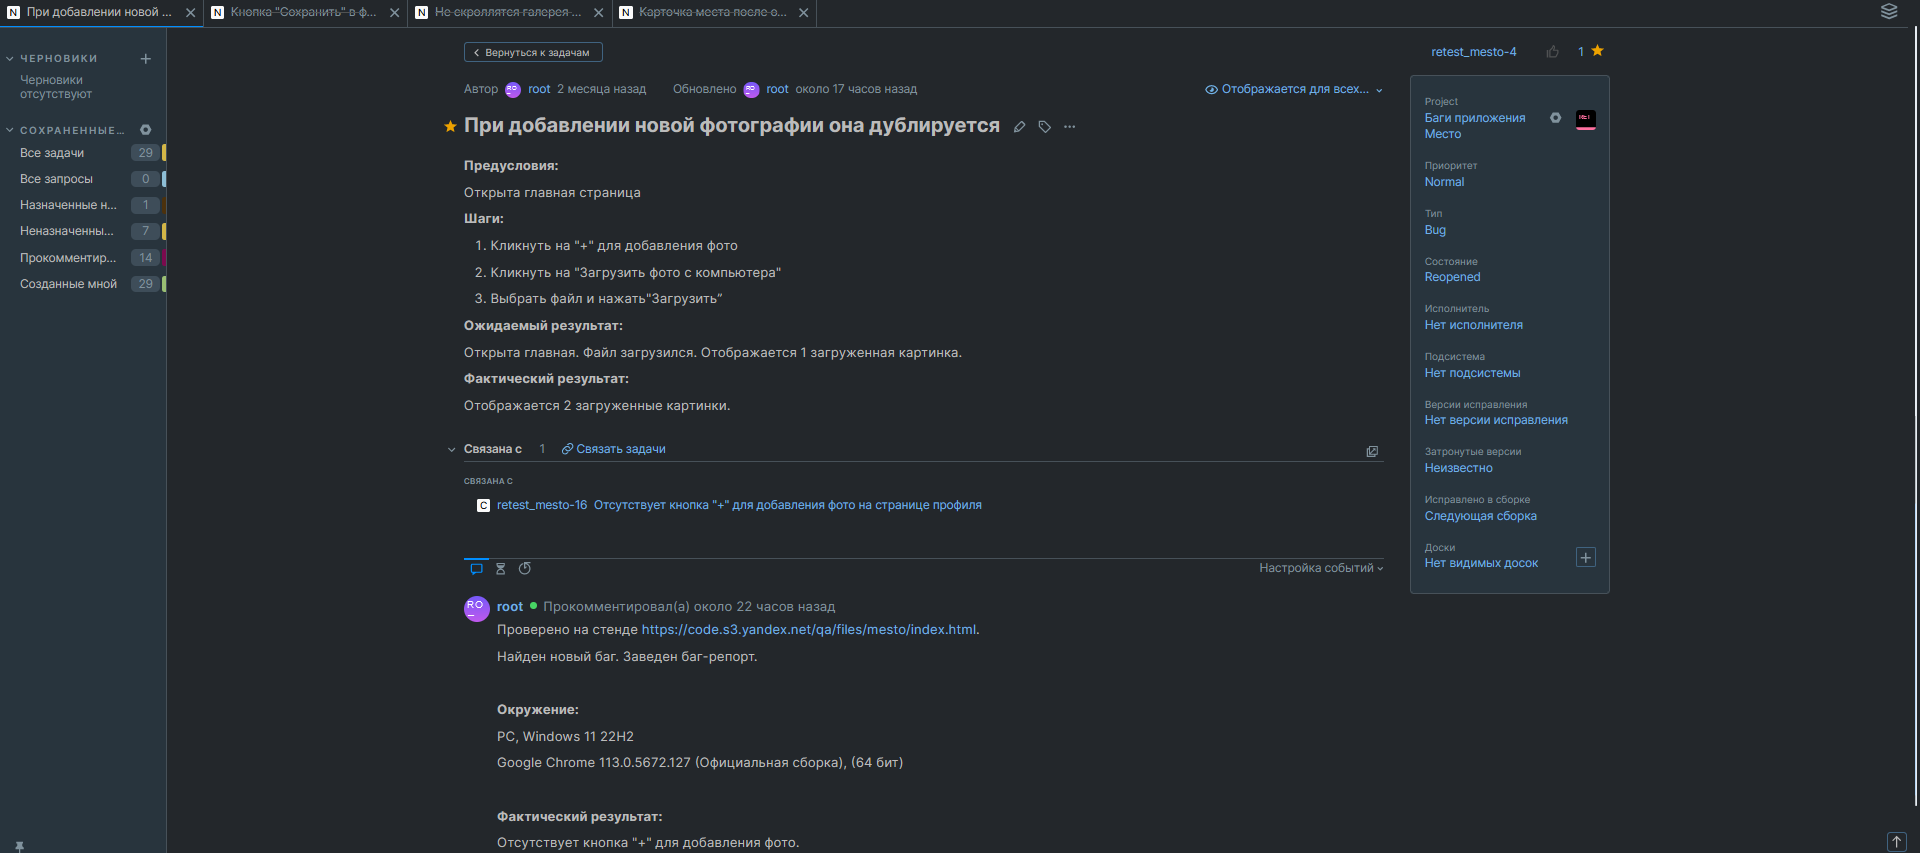 N При добавлении новой ...
N Кнопка "Сохранить" в ф...
N Не скроллятся галерея ...
N Карточка места после о...
ЧЕРНОВИКИ
Черновики
отсутствуют
СОХРАНЕННЫЕ...
Все задачи 29
Все запросы 0
Назначенные н... 1
Неназначенны... 7
Прокомментир... 14
Созданные мной 29
Вернуться к задачам
retest_mesto-4 1
Автор RO root 2 месяца назад Обновлено RO root около 17 часов назад
Отображается для всех...
При добавлении новой фотографии она дублируется
Предусловия:
Открыта главная страница
Шаги:
1. Кликнуть на "+" для добавления фото
2. Кликнуть на "Загрузить фото с компьютера"
3. Выбрать файл и нажать"Загрузить”
Ожидаемый результат:
Открыта главная. Файл загрузился. Отображается 1 загруженная картинка.
Фактический результат:
Отображается 2 загруженные картинки.
Связана с 1 Связать задачи
СВЯЗАНА С
C retest_mesto-16 Отсутствует кнопка "+" для добавления фото на странице профиля
Настройка событий
RO root Прокомментировал(а) около 22 часов назад
Проверено на стенде https://code.s3.yandex.net/qa/files/mesto/index.html.
Найден новый баг. Заведен баг-репорт.
Окружение:
PC, Windows 11 22H2
Google Chrome 113.0.5672.127 (Официальная сборка), (64 бит)
Фактический результат:
Отсутствует кнопка "+" для добавления фото.
Project
Баги приложения
Место
Приоритет
Normal
Тип
Bug
Состояние
Reopened
Исполнитель
Нет исполнителя
Подсистема
Нет подсистемы
Версии исправления
Нет версии исправления
Затронутые версии
Неизвестно
Исправлено в сборке
Следующая сборка
Доски
Нет видимых досок